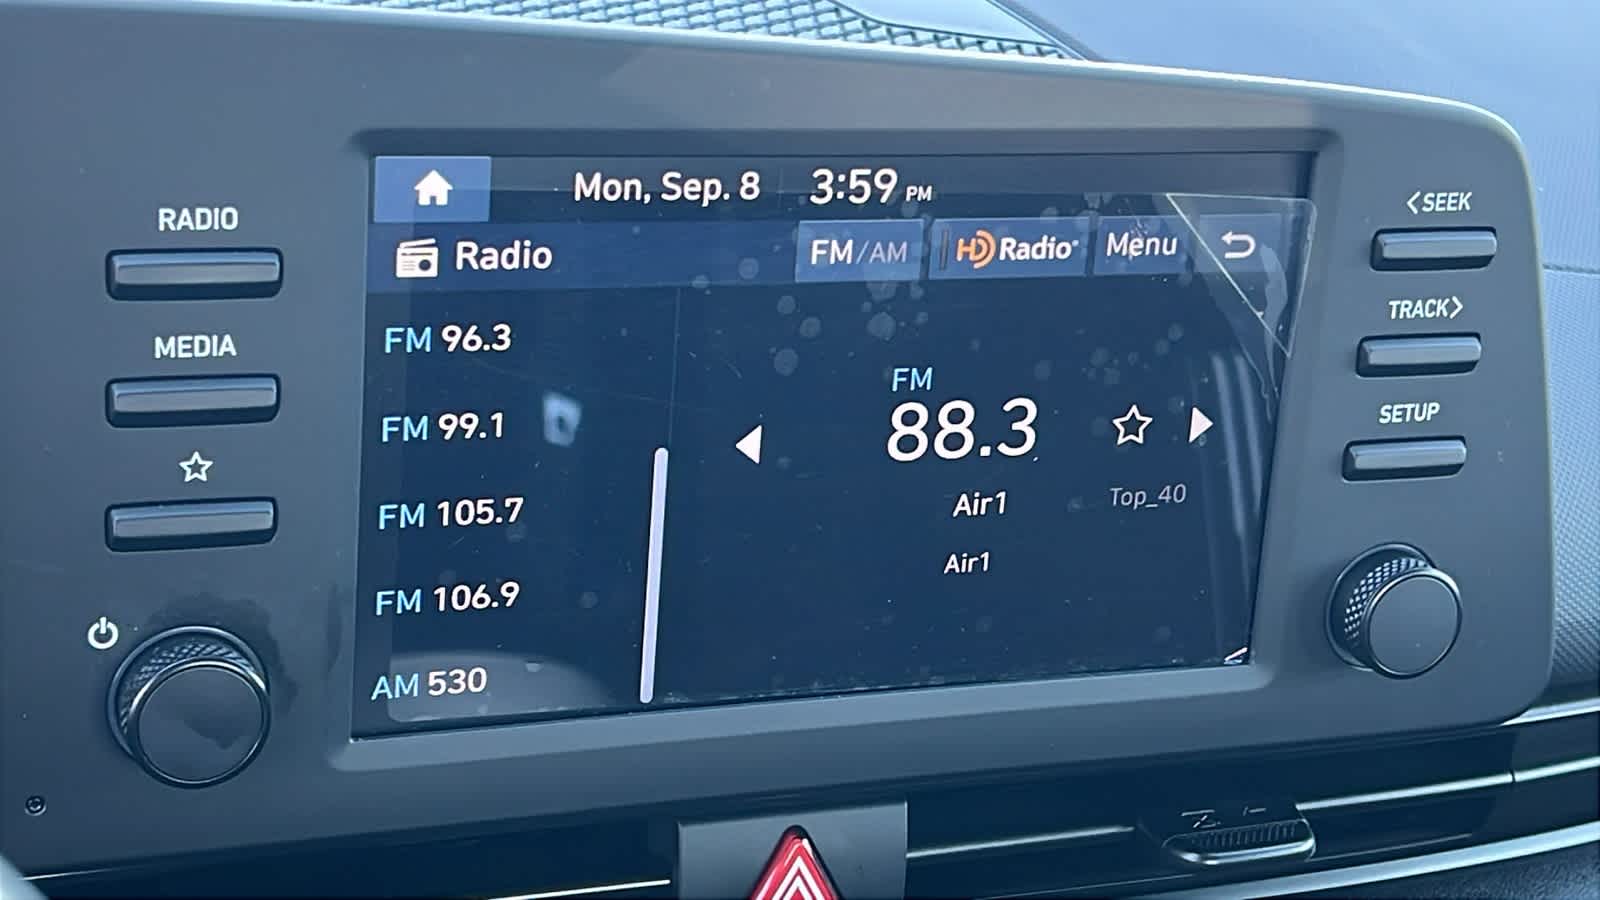 RADIO
MEDIA
Mon, Sep. 8 3:59 PM
Radio FM/AM HD Radio Menu
FM 96.3
FM 99.1
FM 105.7
FM 106.9
AM 530
FM
88.3
Air1
Top_40
Air1
<SEEK
TRACK>
SETUP